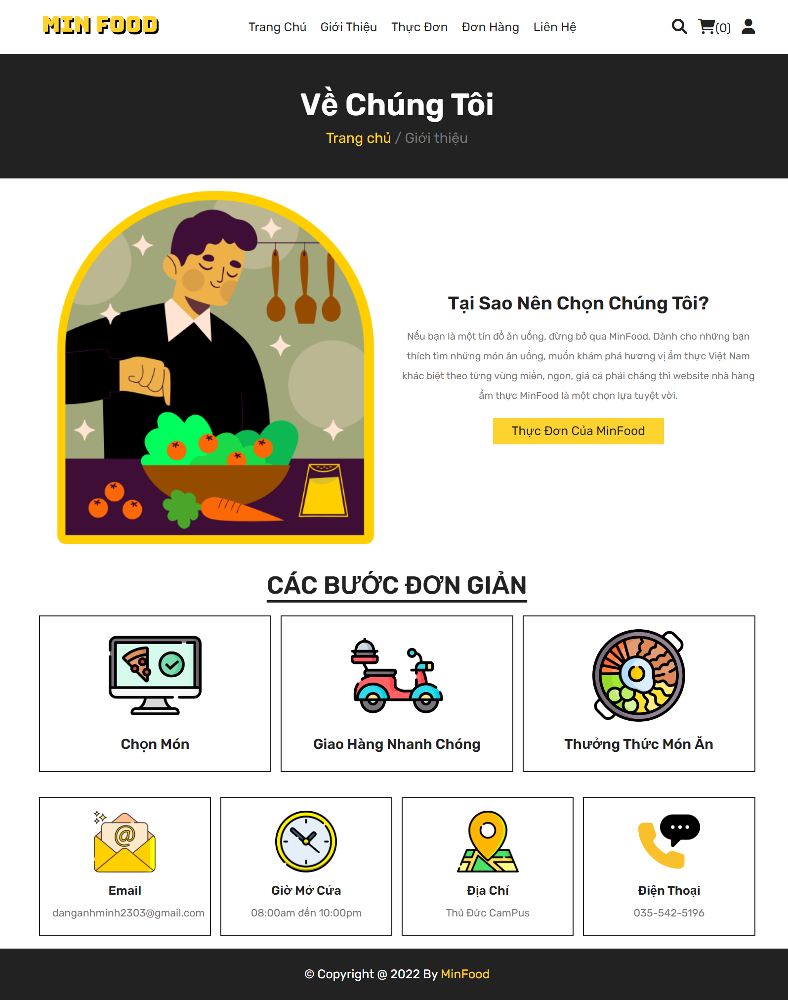 MIN FOOD
Trang Chủ Giới Thiệu Thực Đơn Đơn Hàng Liên Hệ
(0)
Về Chúng Tôi
Trang chủ / Giới thiệu
Tại Sao Nên Chọn Chúng Tôi?
Nếu bạn là một tín đồ ăn uống, đừng bỏ qua MinFood. Dành cho những bạn
thích tìm những món ăn uống, muốn khám phá hương vị ẩm thực Việt Nam
khác biệt theo từng vùng miền, ngon, giá cả phải chăng thì website nhà hàng
ẩm thực MinFood là một chọn lựa tuyệt vời.
Thực Đơn Của MinFood
CÁC BƯỚC ĐƠN GIẢN
Chọn Món
Giao Hàng Nhanh Chóng
Thưởng Thức Món Ăn
@
Email
danganhminh2303@gmail.com
Giờ Mở Cửa
08:00am đến 10:00pm
Địa Chỉ
Thủ Đức CamPus
Điện Thoại
035-542-5196
© Copyright @ 2022 By MinFood